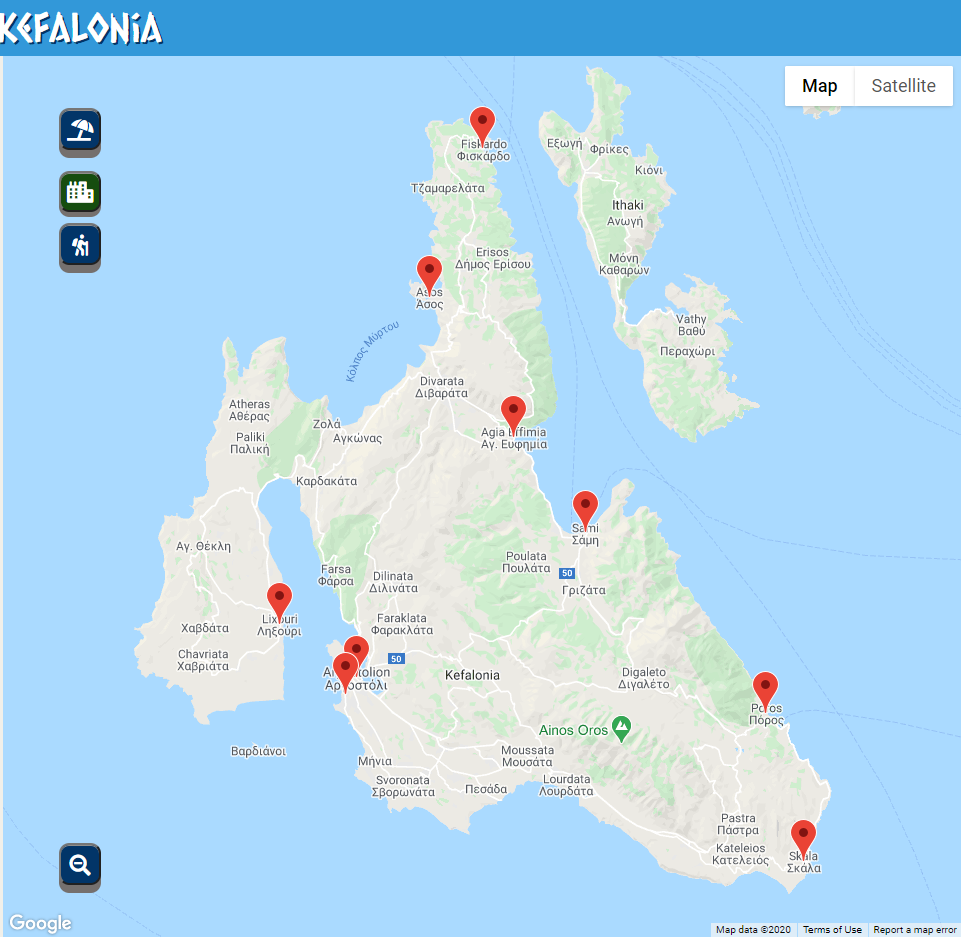 KEFALONIA
Map
Satellite
Fiskardo
Φισκάρδο
Εξωγή
Φρίκες
Κιόνι
Τζαμαρελάτα
Ithaki
Ανωγή
Erisos
Δήμος Ερίσου
Μόνη
Καθαρών
Asos
Άσος
Vathy
Βαθύ
Κόλπος Μύρτου
Περαχώρι
Divarata
Διβαράτα
Atheras
Αθέρας
Ζολά
Αγκώνας
Agia Effimia
Αγ. Ευφημία
Paliki
Παλική
Καρδακάτα
Sami
Σάμη
Αγ. Θέκλη
Poulata
Πουλάτα
50
Farsa
Φάρσα
Dilinata
Διλινάτα
Γριζάτα
Lixouri
Ληξούρι
Χαβδάτα
Faraklata
Φαρακλάτα
Chavriata
Χαβριάτα
50
Argostolion
Αργοστόλι
Kefalonia
Digaleto
Διγαλέτο
Poros
Πόρος
Ainos Oros
Βαρδιάνοι
Μήνια
Moussata
Μουσάτα
Svoronata
Σβορωνάτα
Πεσάδα
Lourdata
Λουρδάτα
Pastra
Πάστρα
Kateleios
Κατελειός
Skala
Σκάλα
Google
Map data ©2020
Terms of Use
Report a map error